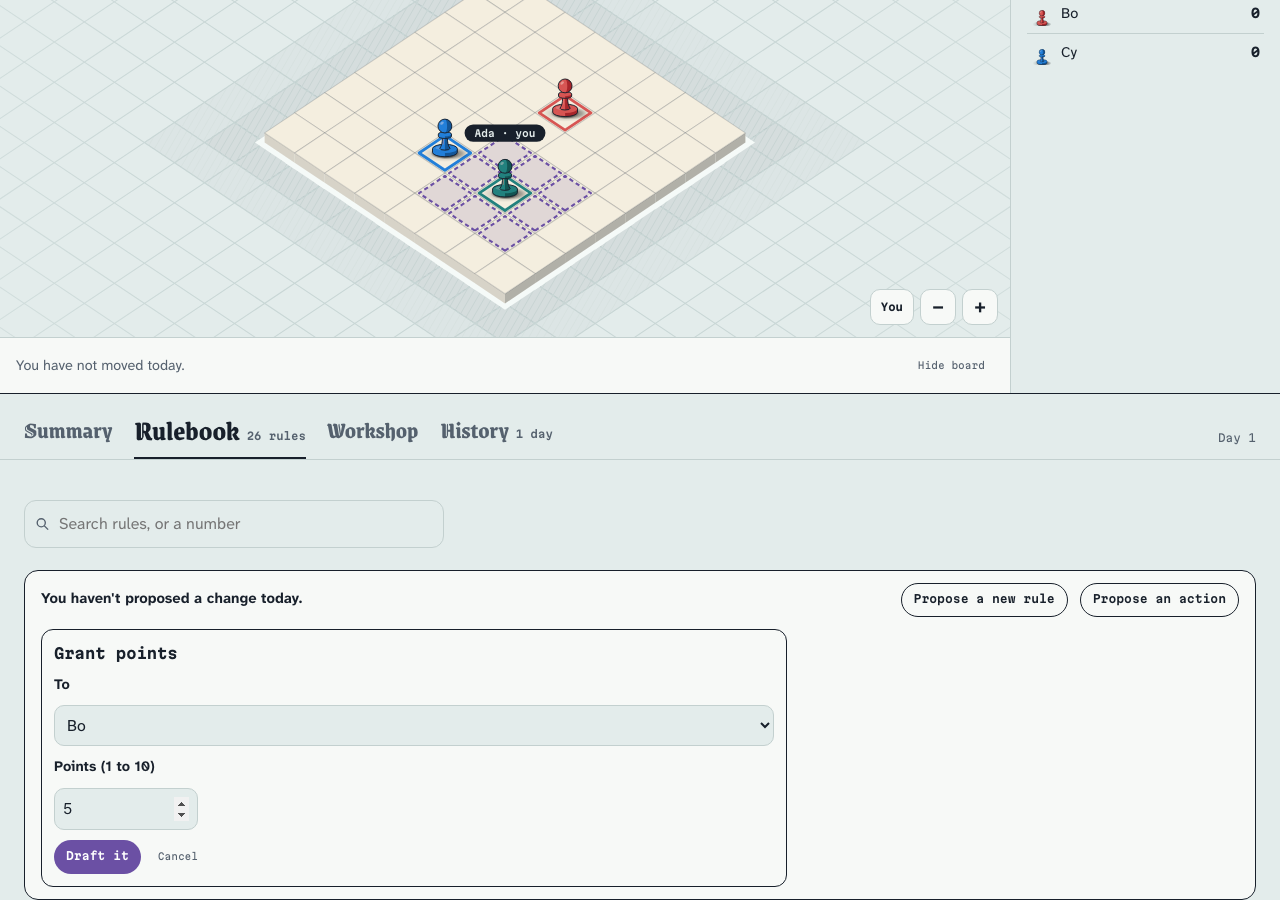 Bo 0
Cy 0
Ada · you
You − +
You have not moved today. Hide board
Summary Rulebook 26 rules Workshop History 1 day Day 1
Search rules, or a number
You haven't proposed a change today. Propose a new rule Propose an action
Grant points
To
Bo
Points (1 to 10)
5
Draft it Cancel